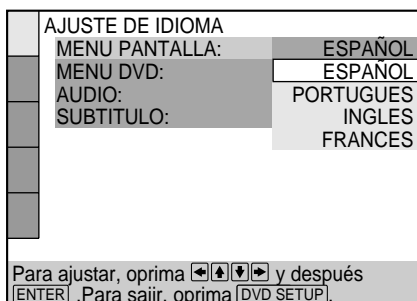 AJUSTE DE IDIOMA
MENU PANTALLA: ESPAÑOL
MENU DVD: ESPAÑOL
AUDIO: PORTUGUES
SUBTITULO: INGLES
FRANCES
Para ajustar, oprima ←↑↓→ y después
ENTER .Para sajir, oprima DVD SETUP.